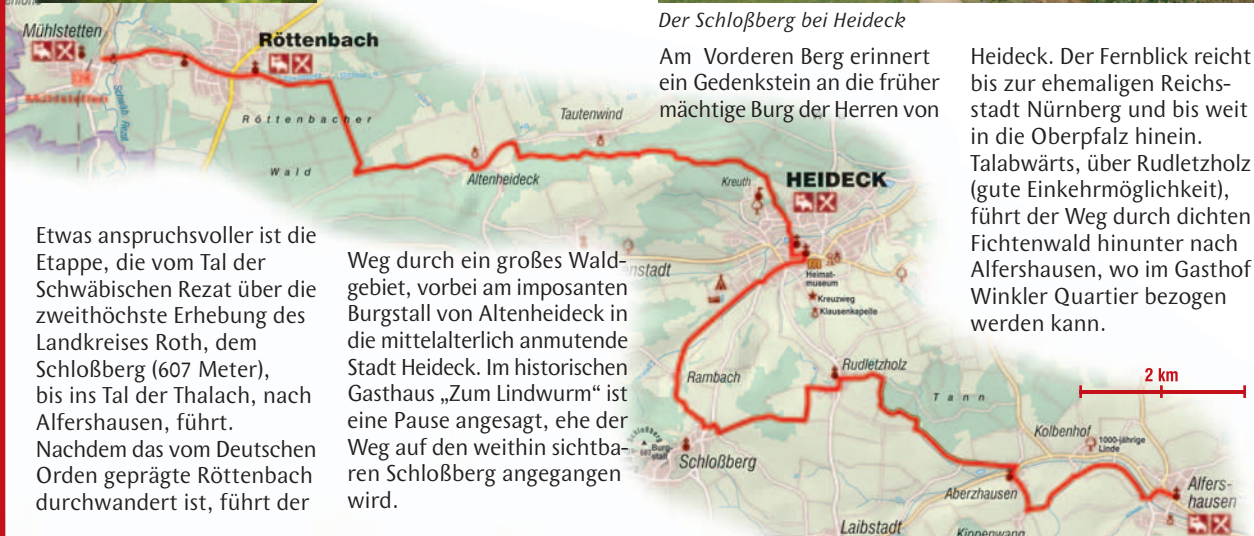 Der Schloßberg bei Heideck
Etwas anspruchsvoller ist die
Etappe, die vom Tal der
Schwäbischen Rezat über die
zweithöchste Erhebung des
Landkreises Roth, dem
Schloßberg (607 Meter),
bis ins Tal der Thalach, nach
Alfershausen, führt.
Nachdem das vom Deutschen
Orden geprägte Röttenbach
durchwandert ist, führt der
Weg durch ein großes Wald-
gebiet, vorbei am imposanten
Burgstall von Altenheideck in
die mittelalterlich anmutende
Stadt Heideck. Im historischen
Gasthaus „Zum Lindwurm“ ist
eine Pause angesagt, ehe der
Weg auf den weithin sichtba-
ren Schloßberg angegangen
wird.
Am Vorderen Berg erinnert
ein Gedenkstein an die früher
mächtige Burg der Herren von
Heideck. Der Fernblick reicht
bis zur ehemaligen Reichs-
stadt Nürnberg und bis weit
in die Oberpfalz hinein.
Talabwärts, über Rudletzholz
(gute Einkehrmöglichkeit),
führt der Weg durch dichten
Fichtenwald hinunter nach
Alfershausen, wo im Gasthof
Winkler Quartier bezogen
werden kann.
Mühlstetten
Mühlstetten
Schwäb. Rezat
Röttenbach
Röttenbacher
Wald
Altenheideck
Tautenwind
Kreuth
HEIDECK
Heimat-
museum
Kreuzweg
Klausenkapelle
Rambach
Rudletzholz
Schloßberg
607
Burg-
stall
Schloßberg
Tann
2 km
Kolbenhof
1000-jährige
Linde
Aberzhausen
Alfers-
hausen
Laibstadt
Kippenwang